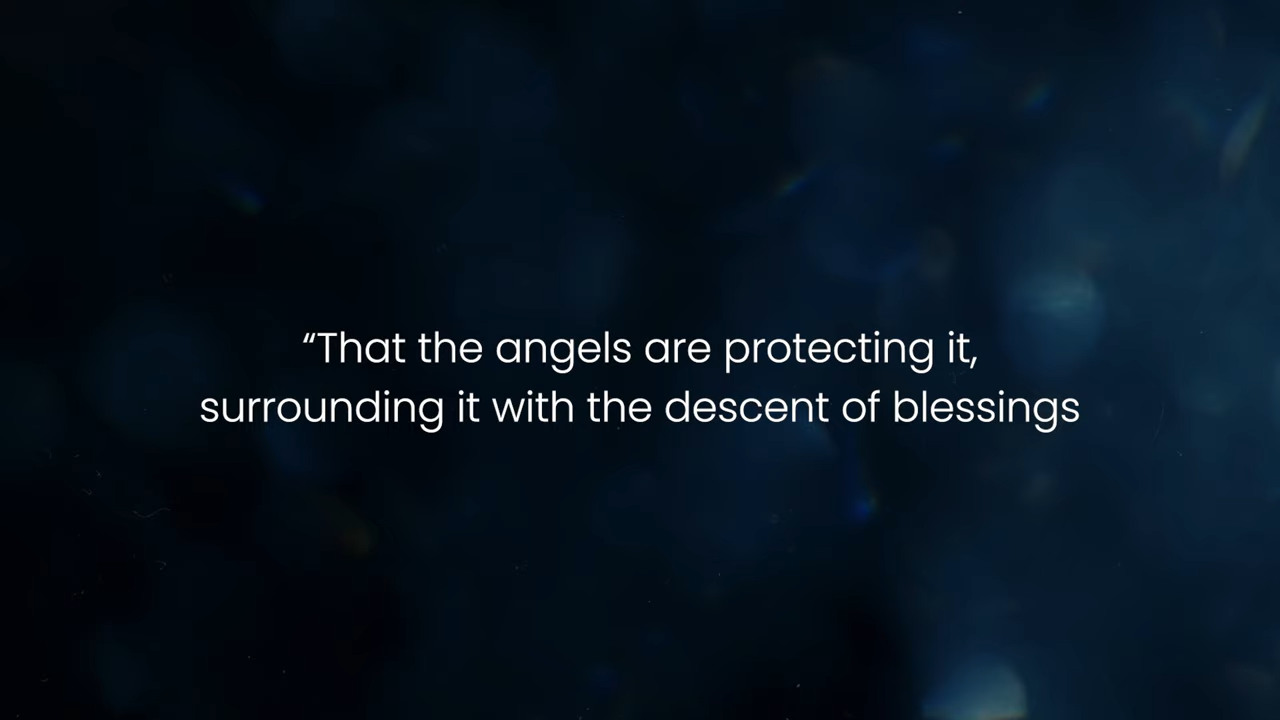 “That the angels are protecting it,
surrounding it with the descent of blessings